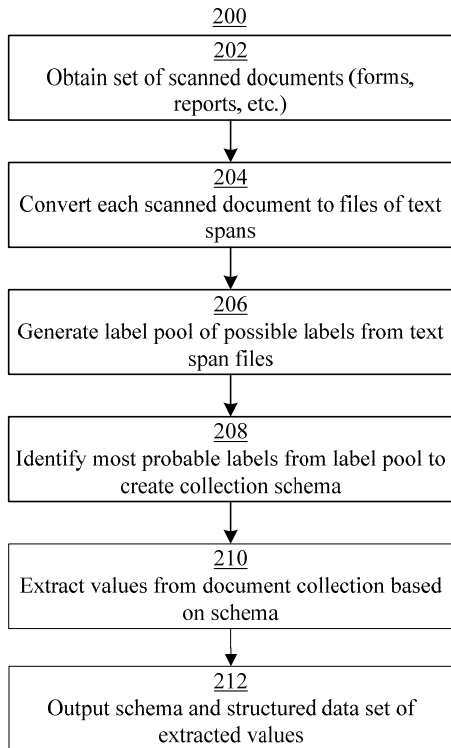 200
202
Obtain set of scanned documents (forms,
reports, etc.)
204
Convert each scanned document to files of text
spans
206
Generate label pool of possible labels from text
span files
208
Identify most probable labels from label pool to
create collection schema
210
Extract values from document collection based
on schema
212
Output schema and structured data set of
extracted values